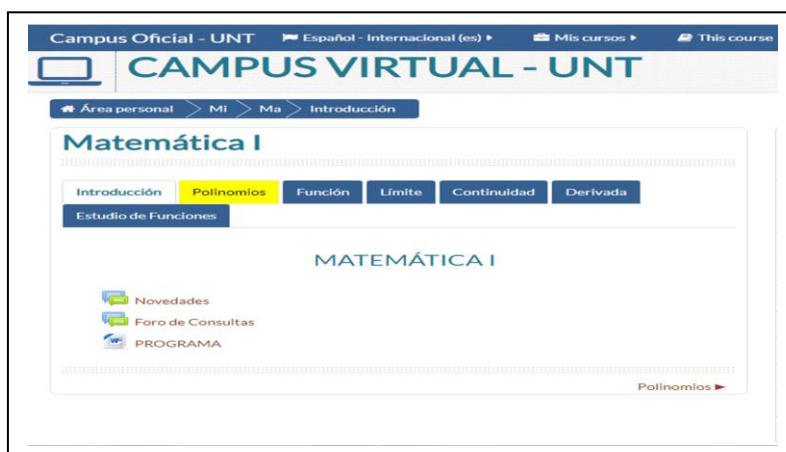 Campus Oficial - UNT Español - Internacional (es) Mis cursos This course
CAMPUS VIRTUAL - UNT
Área personal Mi Ma Introducción
Matemática I
Introducción Polinomios Función Límite Continuidad Derivada
Estudio de Funciones
MATEMÁTICA I
Novedades
Foro de Consultas
PROGRAMA
Polinomios